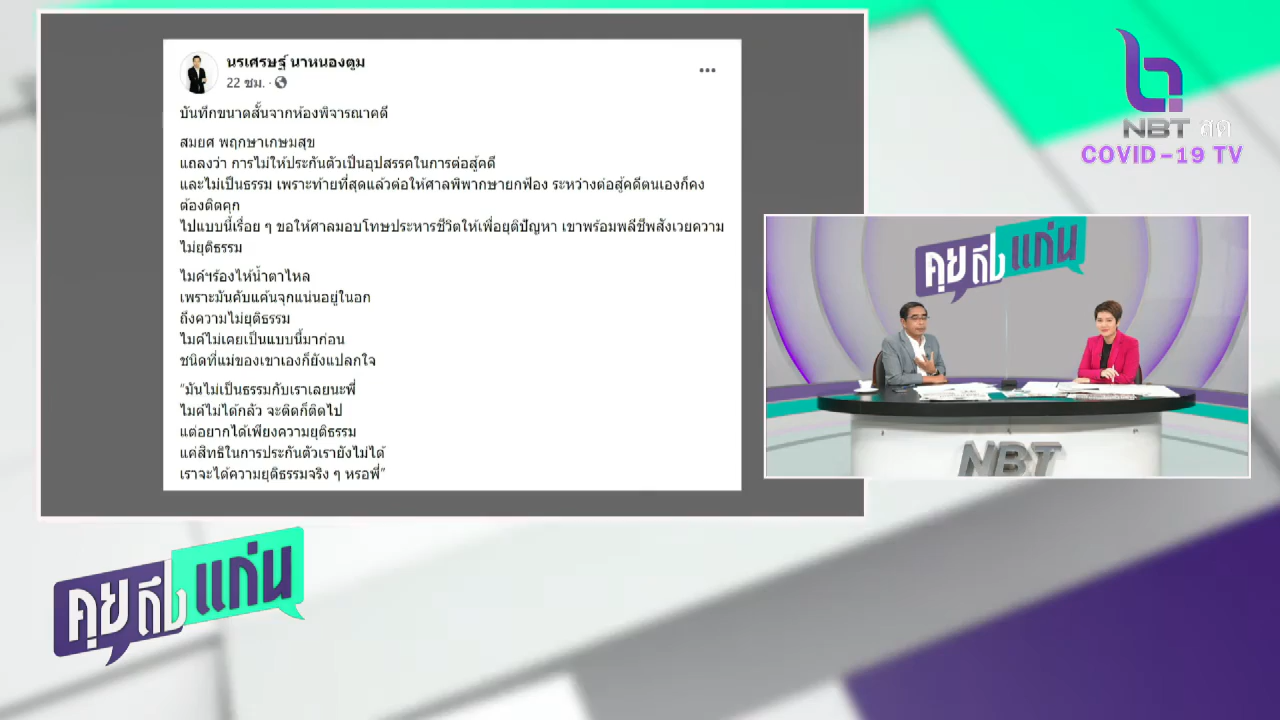 นรเศรษฐ์ นาหนองตูม
22 ชม. ·
บันทึกขนาดสั้นจากห้องพิจารณาคดี
สมยศ พฤกษาเกษมสุข
แถลงว่า การไม่ให้ประกันตัวเป็นอุปสรรคในการต่อสู้คดี
และไม่เป็นธรรม เพราะท้ายที่สุดแล้วต่อให้ศาลพิพากษายกฟ้อง ระหว่างต่อสู้คดีตนเองก็คง
ต้องติดคุก
ไปแบบนี้เรื่อย ๆ ขอให้ศาลมอบโทษประหารชีวิตให้เพื่อยุติปัญหา เขาพร้อมพลีชีพสังเวยความ
ไม่ยุติธรรม
ไมค์ฯร้องไห้น้ำตาไหล
เพราะมันคับแค้นจุกแน่นอยู่ในอก
ถึงความไม่ยุติธรรม
ไมค์ไม่เคยเป็นแบบนี้มาก่อน
ชนิดที่แม่ของเขาเองก็ยังแปลกใจ
“มันไม่เป็นธรรมกับเราเลยนะพี่
ไมค์ไม่ได้กลัว จะติดก็ติดไป
แต่อยากได้เพียงความยุติธรรม
แค่สิทธิในการประกันตัวเรายังไม่ได้
เราจะได้ความยุติธรรมจริง ๆ หรอพี่”
NBT สด
COVID-19 TV
คุยถึงแก่น
NBT
คุยถึงแก่น